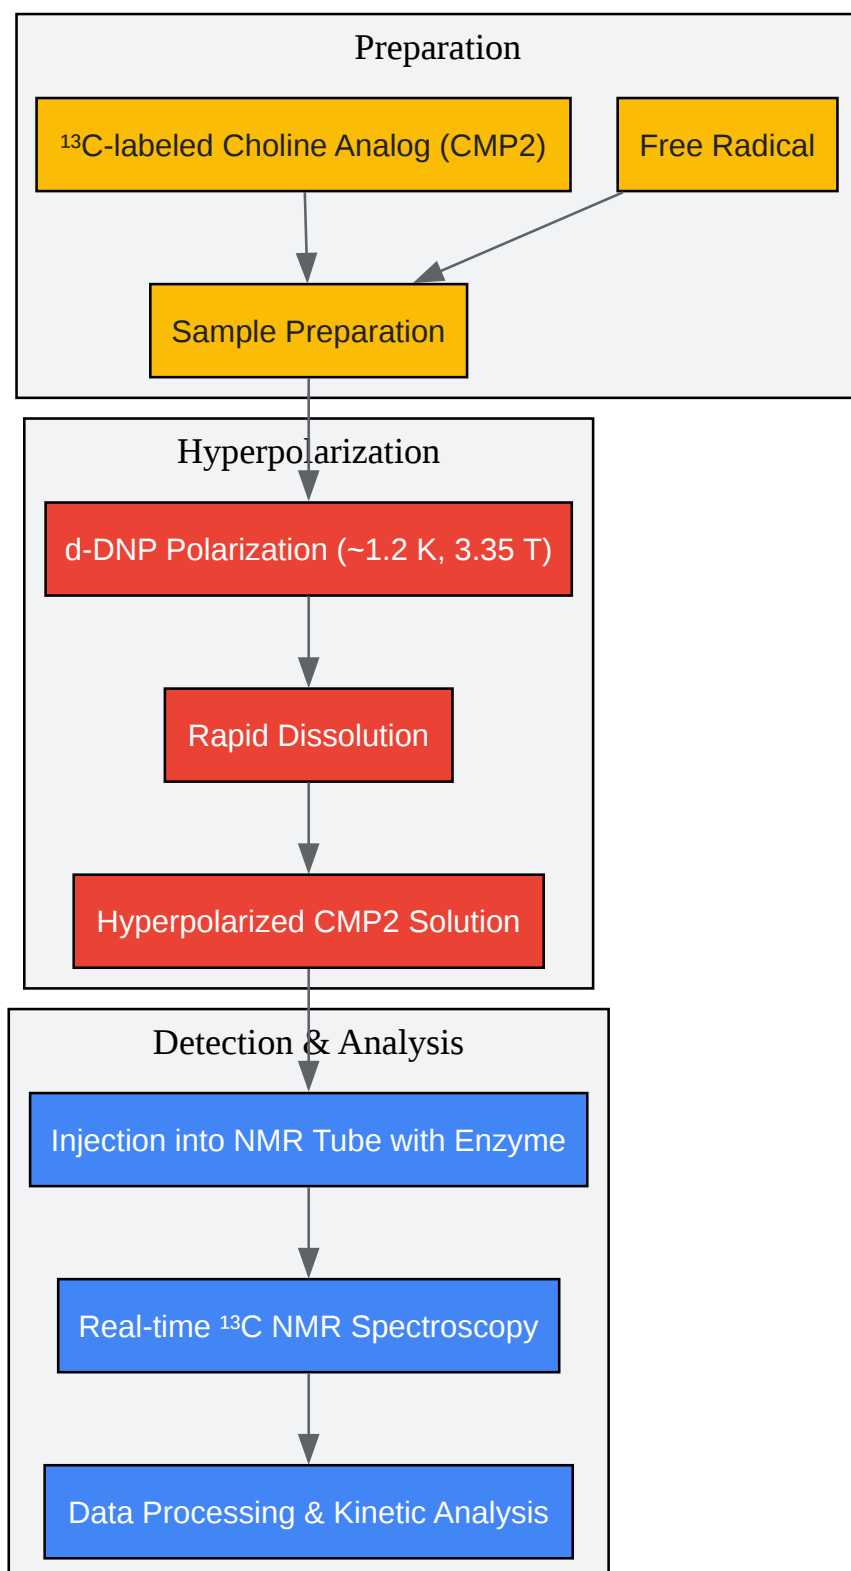 Preparation
¹³C-labeled Choline Analog (CMP2)
Free Radical
Sample Preparation
Hyperpolarization
d-DNP Polarization (~1.2 K, 3.35 T)
Rapid Dissolution
Hyperpolarized CMP2 Solution
Detection & Analysis
Injection into NMR Tube with Enzyme
Real-time ¹³C NMR Spectroscopy
Data Processing & Kinetic Analysis